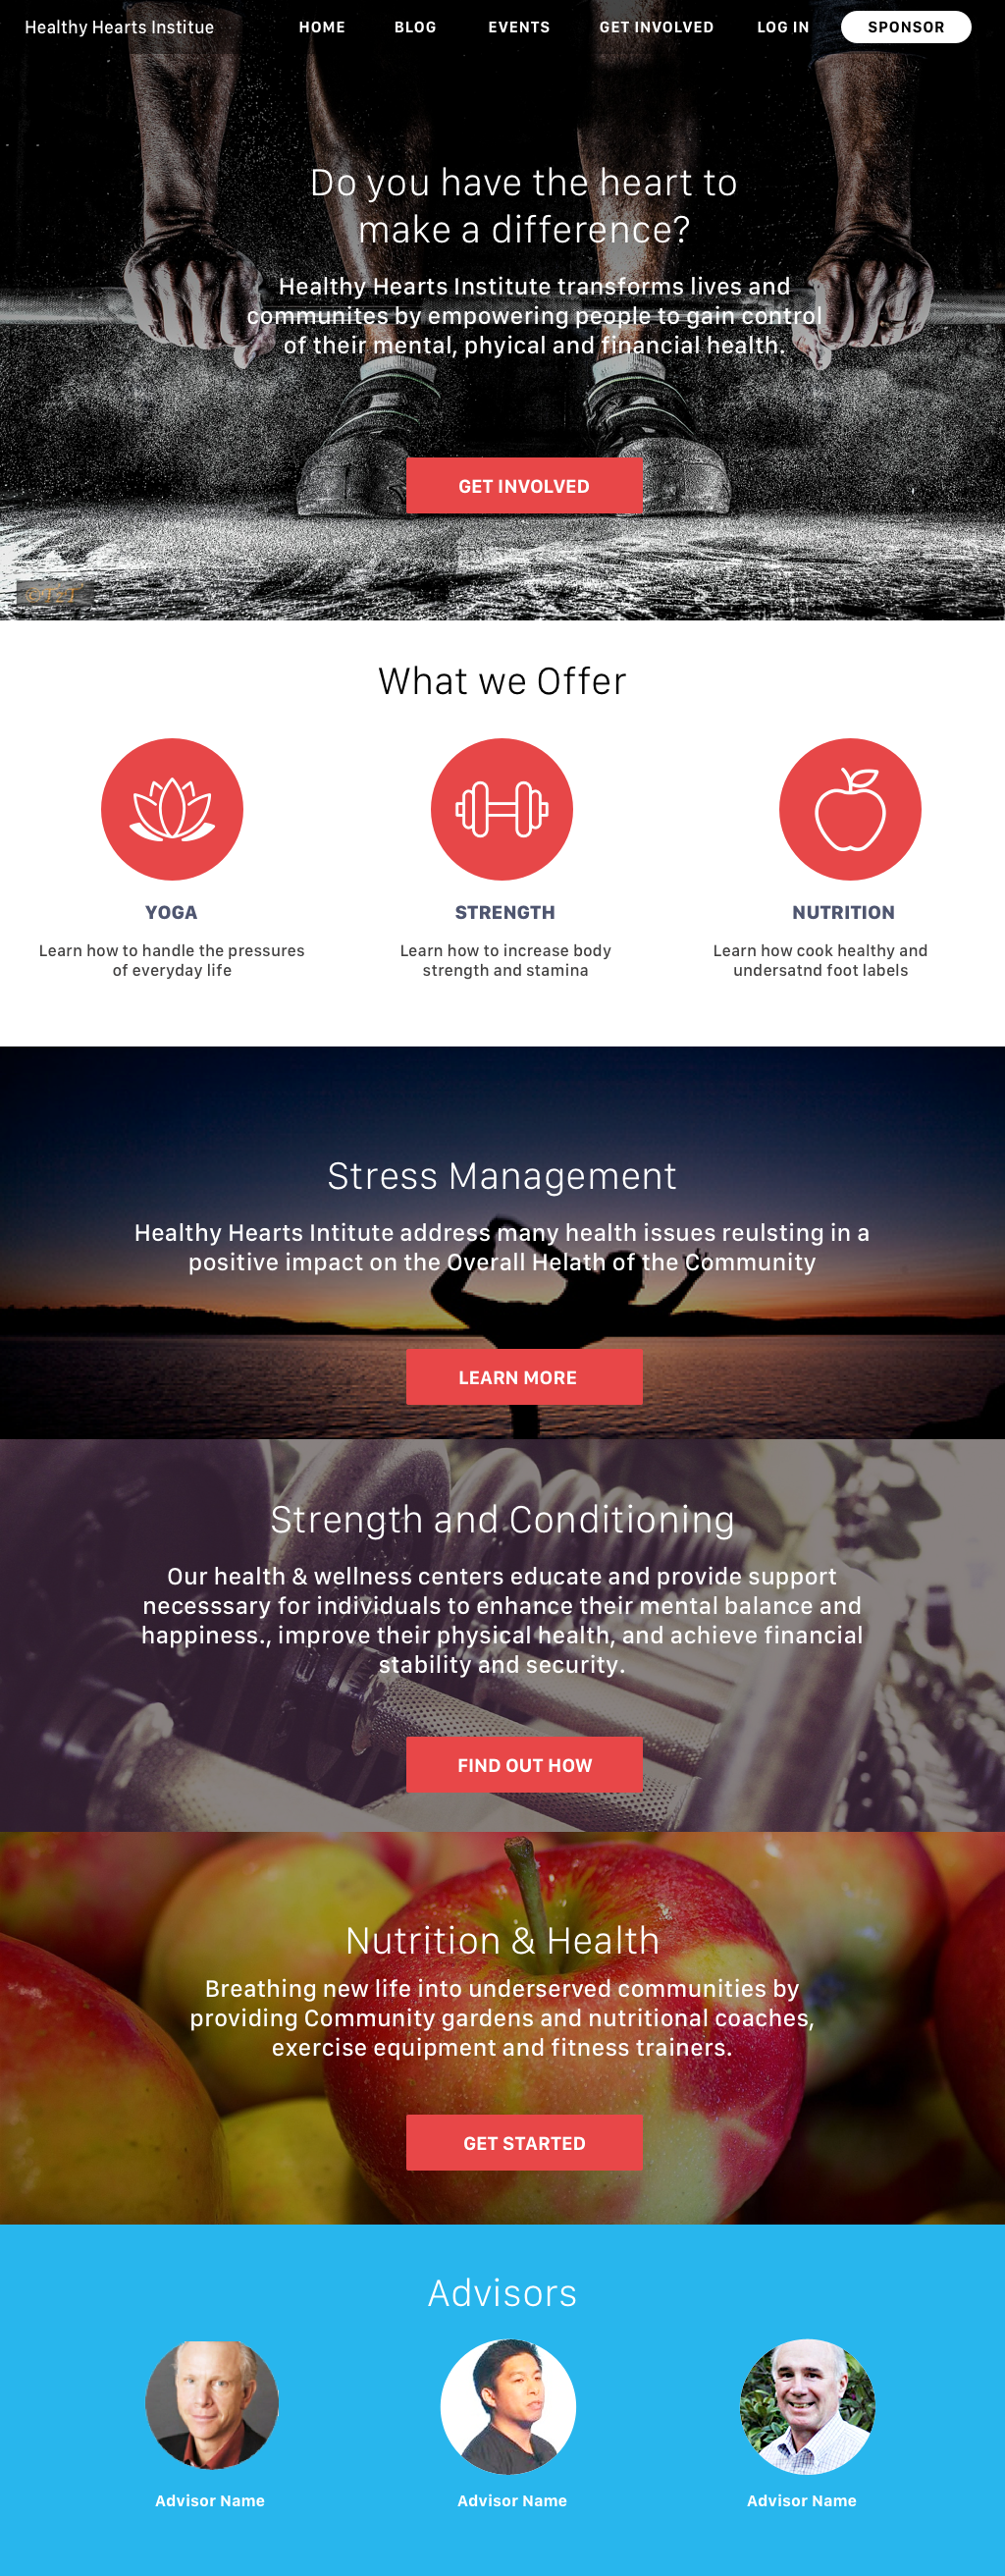 Healthy Hearts Institue
HOME
BLOG
EVENTS
GET INVOLVED
LOG IN
SPONSOR
Do you have the heart to
make a difference?
Healthy Hearts Institute transforms lives and
communites by empowering people to gain control
of their mental, phyical and financial health.
GET INVOLVED
What we Offer
YOGA
Learn how to handle the pressures
of everyday life
STRENGTH
Learn how to increase body
strength and stamina
NUTRITION
Learn how cook healthy and
undersatnd foot labels
Stress Management
Healthy Hearts Intitute address many health issues reulsting in a
positive impact on the Overall Helath of the Community
LEARN MORE
Strength and Conditioning
Our health & wellness centers educate and provide support
necesssary for individuals to enhance their mental balance and
happiness., improve their physical health, and achieve financial
stability and security.
FIND OUT HOW
Nutrition & Health
Breathing new life into underserved communities by
providing Community gardens and nutritional coaches,
exercise equipment and fitness trainers.
GET STARTED
Advisors
Advisor Name
Advisor Name
Advisor Name